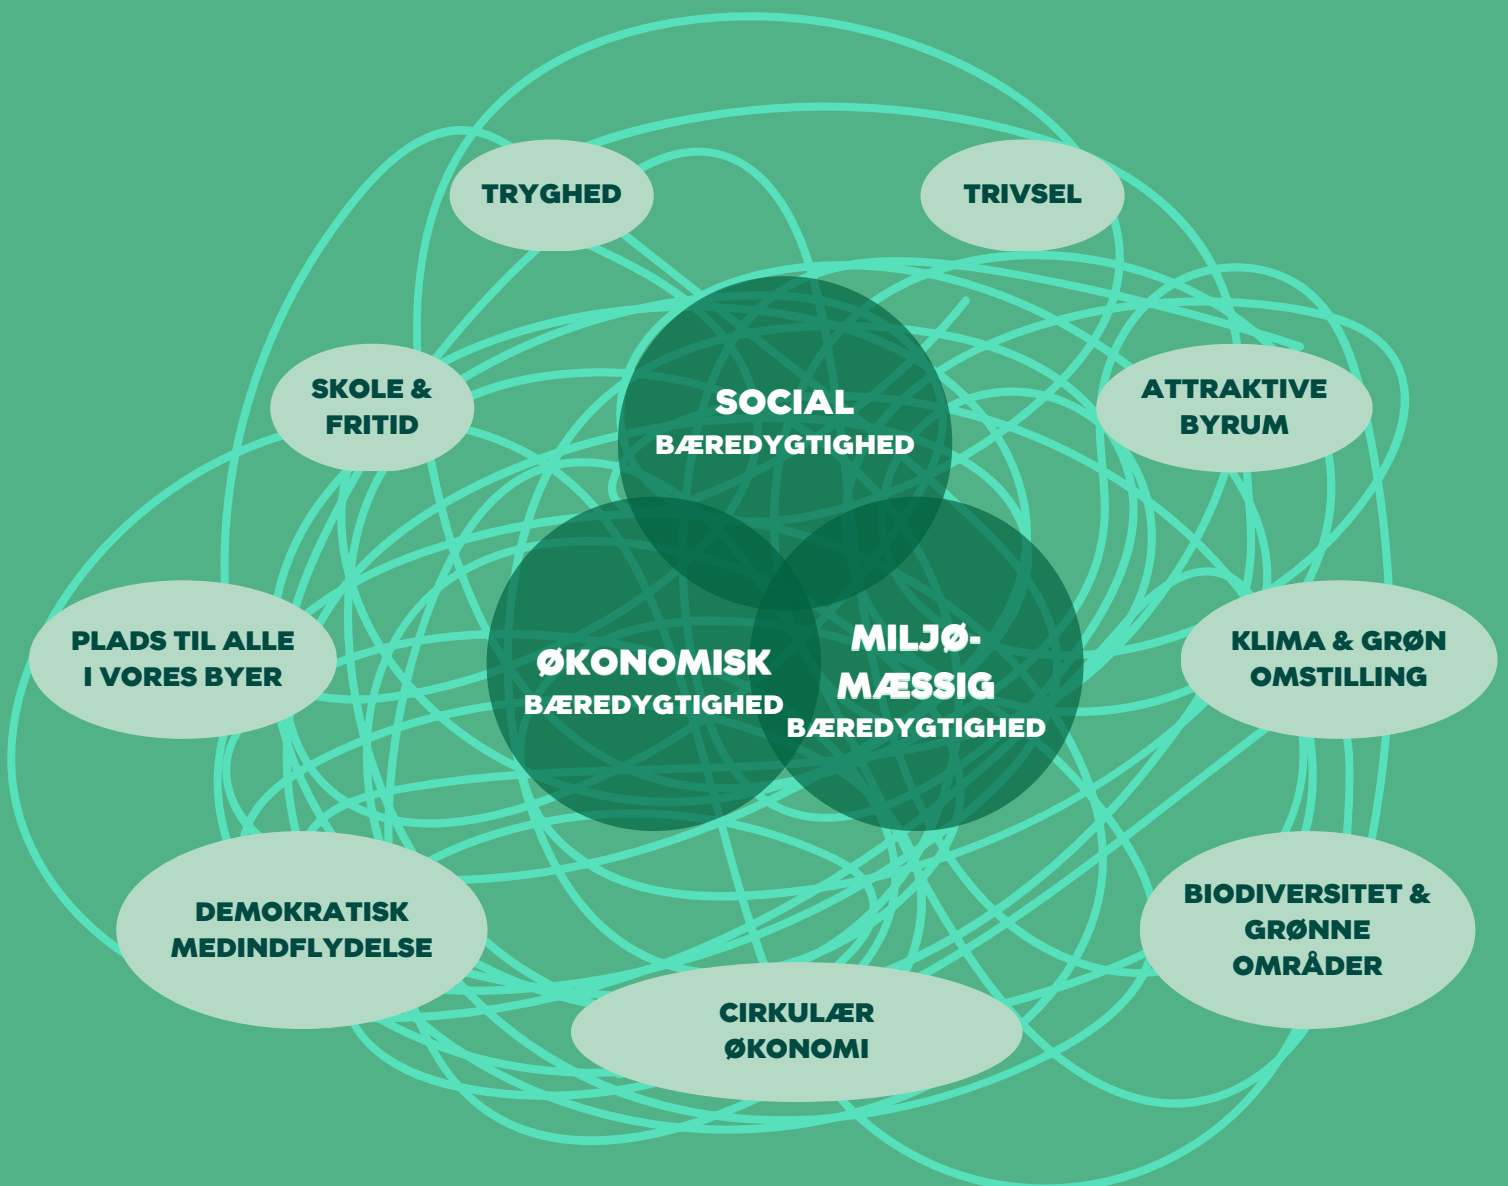 TRYGHED
TRIVSEL
SKOLE &
FRITID
SOCIAL
BÆREDYGTIGHED
ATTRAKTIVE
BYRUM
PLADS TIL ALLE
I VORES BYER
ØKONOMISK
BÆREDYGTIGHED
MILJØ-
MÆSSIG
BÆREDYGTIGHED
KLIMA & GRØN
OMSTILLING
DEMOKRATISK
MEDINDFLYDELSE
CIRKULÆR
ØKONOMI
BIODIVERSITET &
GRØNNE
OMRÅDER